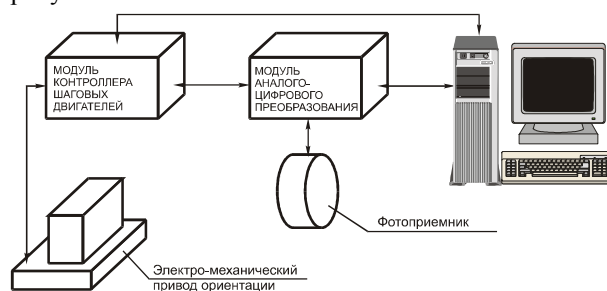 МОДУЛЬ
КОНТРОЛЛЕРА
ШАГОВЫХ
ДВИГАТЕЛЕЙ
МОДУЛЬ
АНАЛОГО-
ЦИФРОВОГО
ПРЕОБРАЗОВАНИЯ
Фотоприемник
Электро-механический
привод ориентации